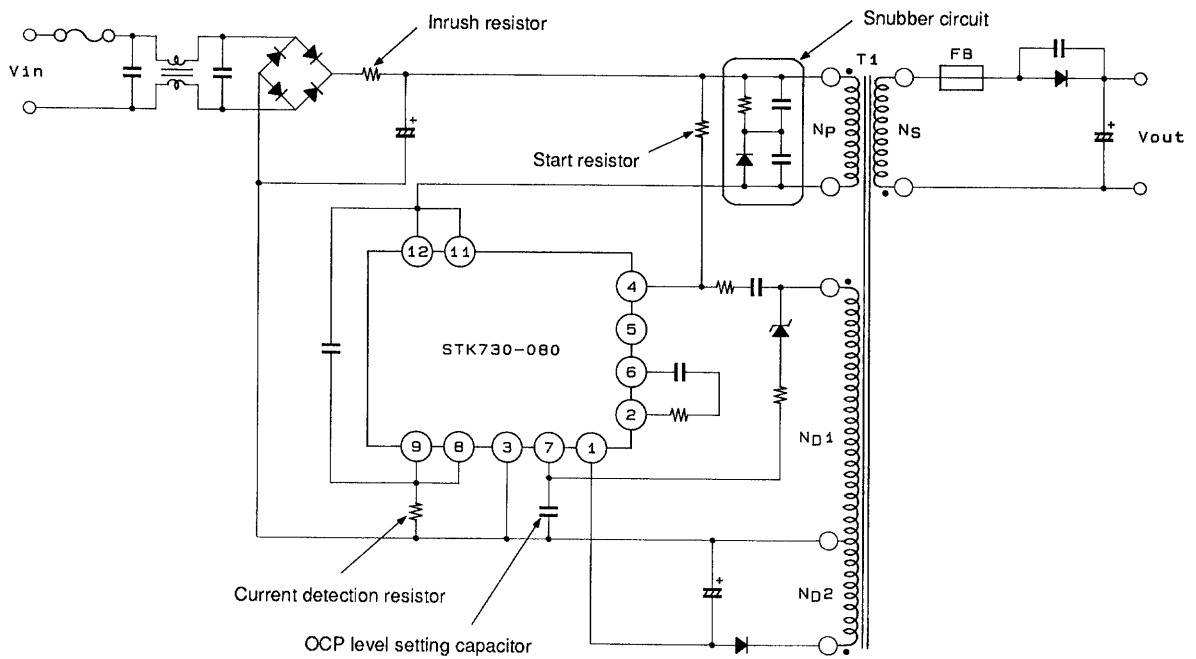 Snubber circuit
Inrush resistor
T1
FB
Vin
+
Start resistor
NP
NS
+
Vout
12
11
4
5
STK730-080
6
2
ND1
9
8
3
7
1
Current detection resistor
+
ND2
OCP level setting capacitor